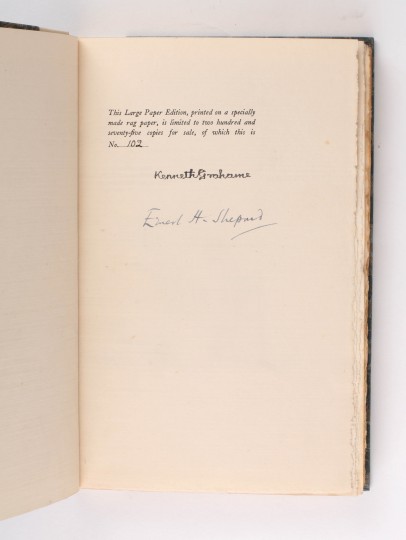 This Large Paper Edition, printed on a specially
made rag paper, is limited to two hundred and
seventy-five copies for sale, of which this is
No. 102
Kenneth Grahame
Ernest H. Shepard